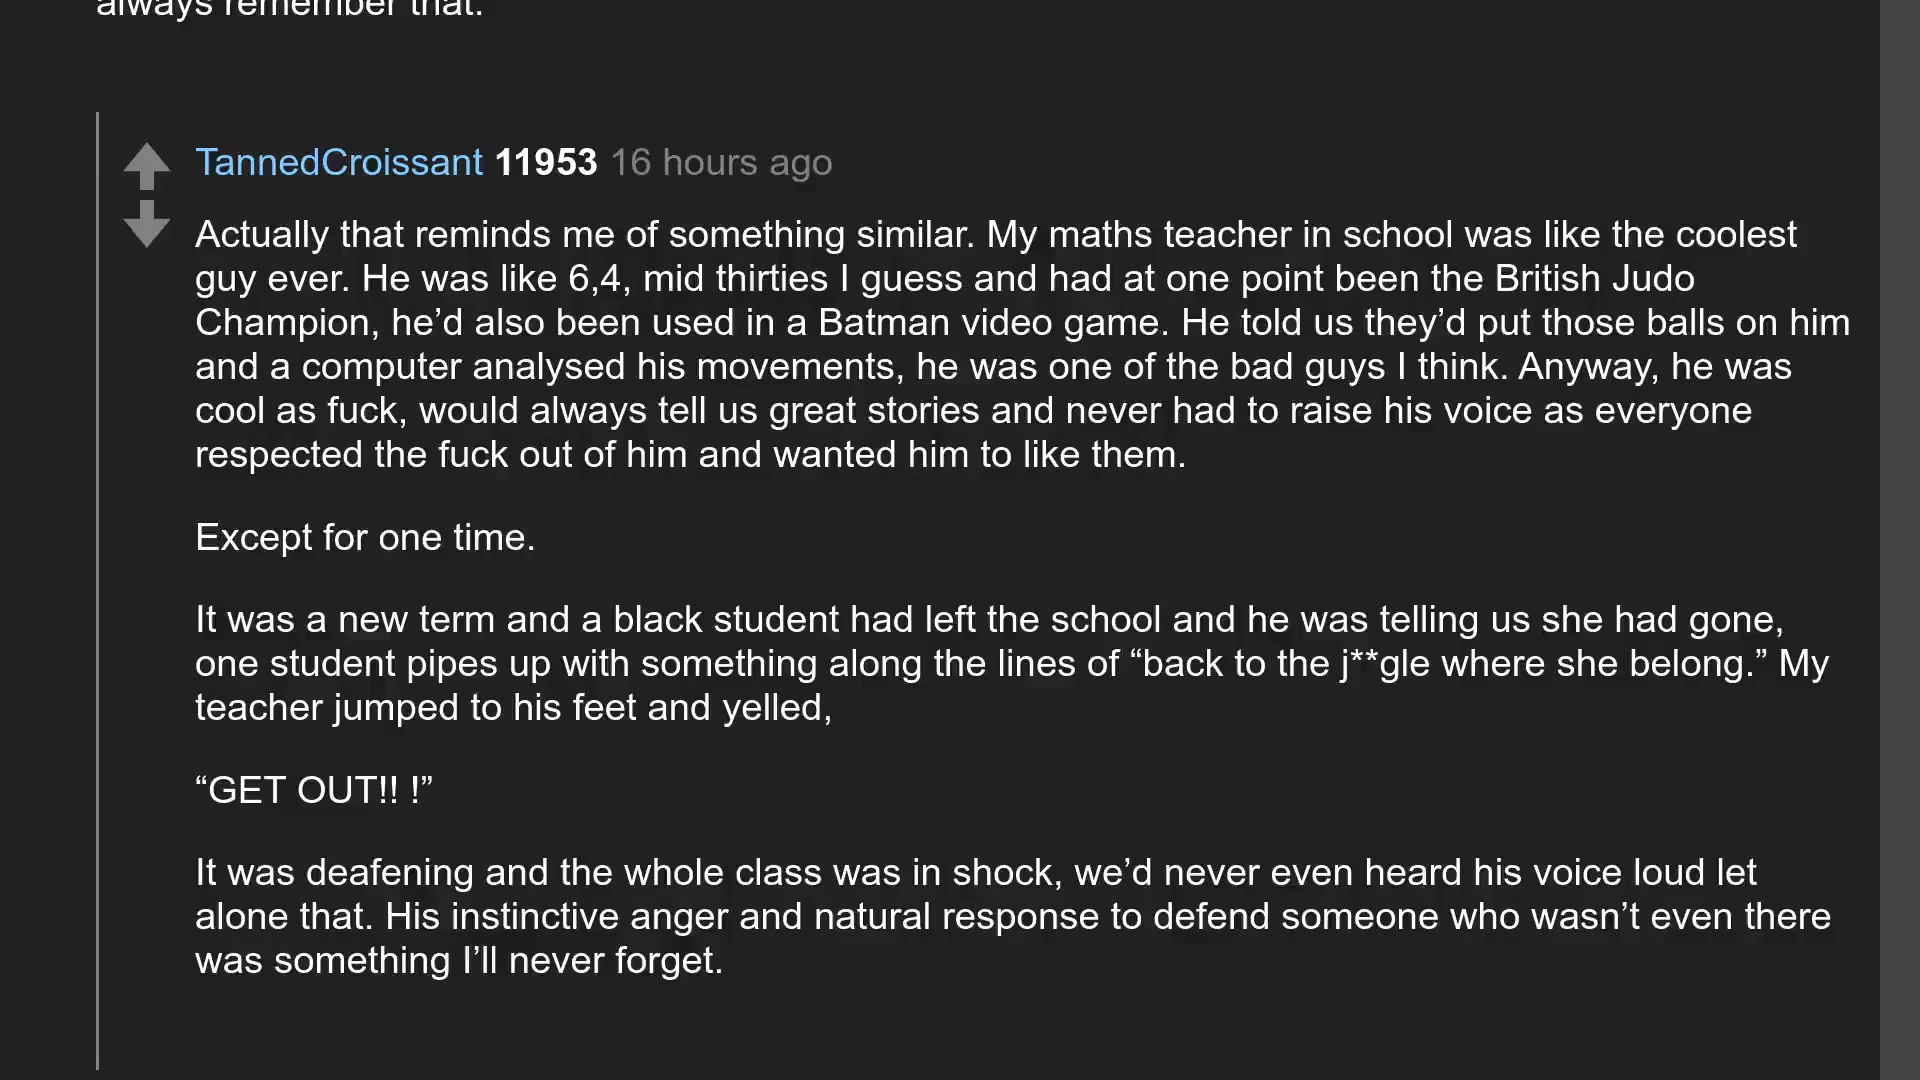 always remember that.
TannedCroissant 11953 16 hours ago
Actually that reminds me of something similar. My maths teacher in school was like the coolest
guy ever. He was like 6,4, mid thirties I guess and had at one point been the British Judo
Champion, he’d also been used in a Batman video game. He told us they’d put those balls on him
and a computer analysed his movements, he was one of the bad guys I think. Anyway, he was
cool as fuck, would always tell us great stories and never had to raise his voice as everyone
respected the fuck out of him and wanted him to like them.
Except for one time.
It was a new term and a black student had left the school and he was telling us she had gone,
one student pipes up with something along the lines of “back to the j**gle where she belong.” My
teacher jumped to his feet and yelled,
“GET OUT!! !”
It was deafening and the whole class was in shock, we’d never even heard his voice loud let
alone that. His instinctive anger and natural response to defend someone who wasn’t even there
was something I’ll never forget.